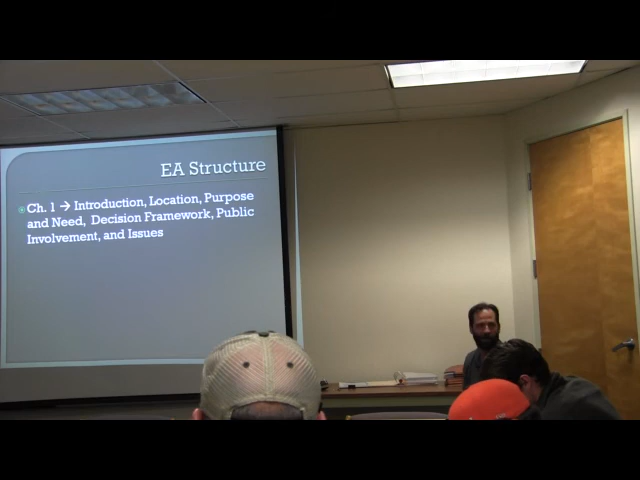 EA Structure
Ch. 1 → Introduction, Location, Purpose
and Need, Decision Framework, Public
Involvement, and Issues